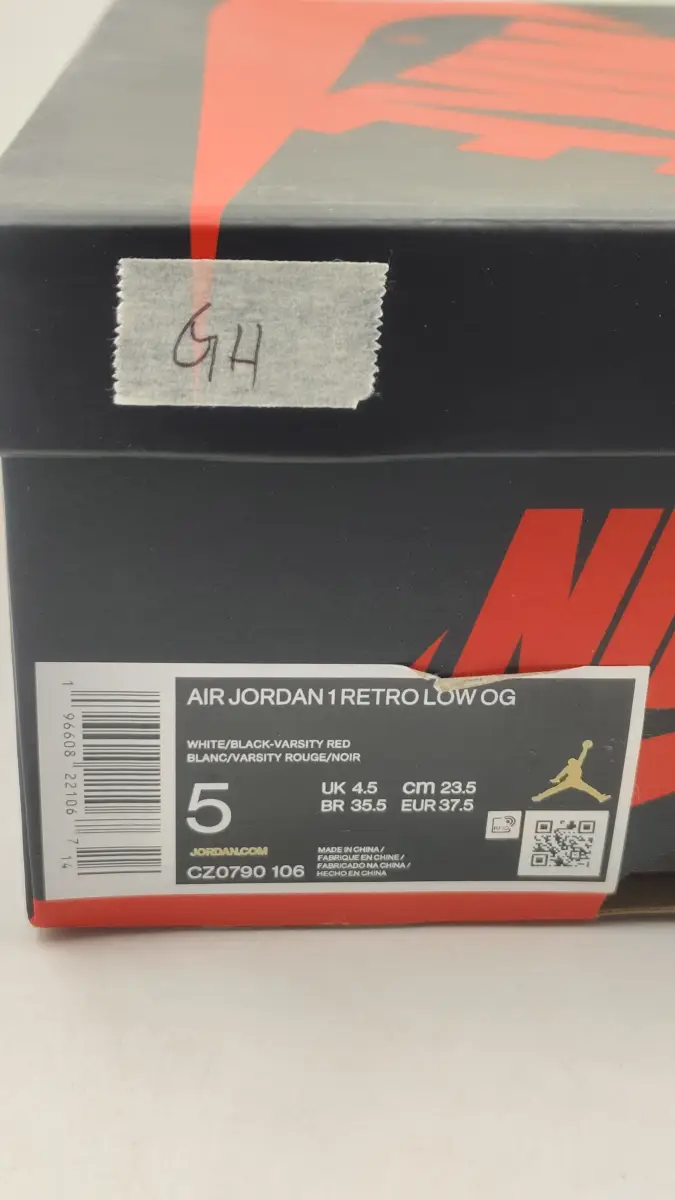 GH
NI
AIR JORDAN 1 RETRO LOW OG
WHITE/BLACK-VARSITY RED
BLANC/VARSITY ROUGE/NOIR
5
UK 4.5 cm 23.5
BR 35.5 EUR 37.5
JORDAN.COM
CZ0790 106
MADE IN CHINA/
FABRIQUE EN CHINE/
FABRICADO NA CHINA/
HECHO EN CHINA
RFID
1 96608 22106 7 14